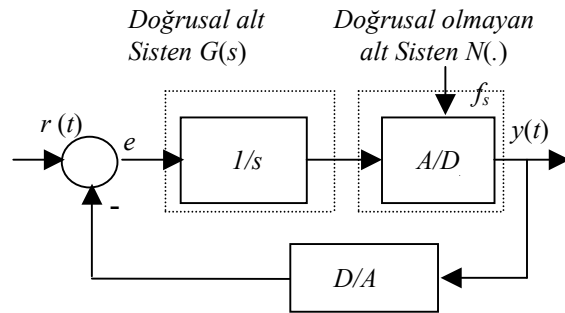 Doğrusal alt
Sisten G(s)
Doğrusal olmayan
alt Sisten N(.)
f_s
r (t)
e
y(t)
1/s
A/D
-
D/A